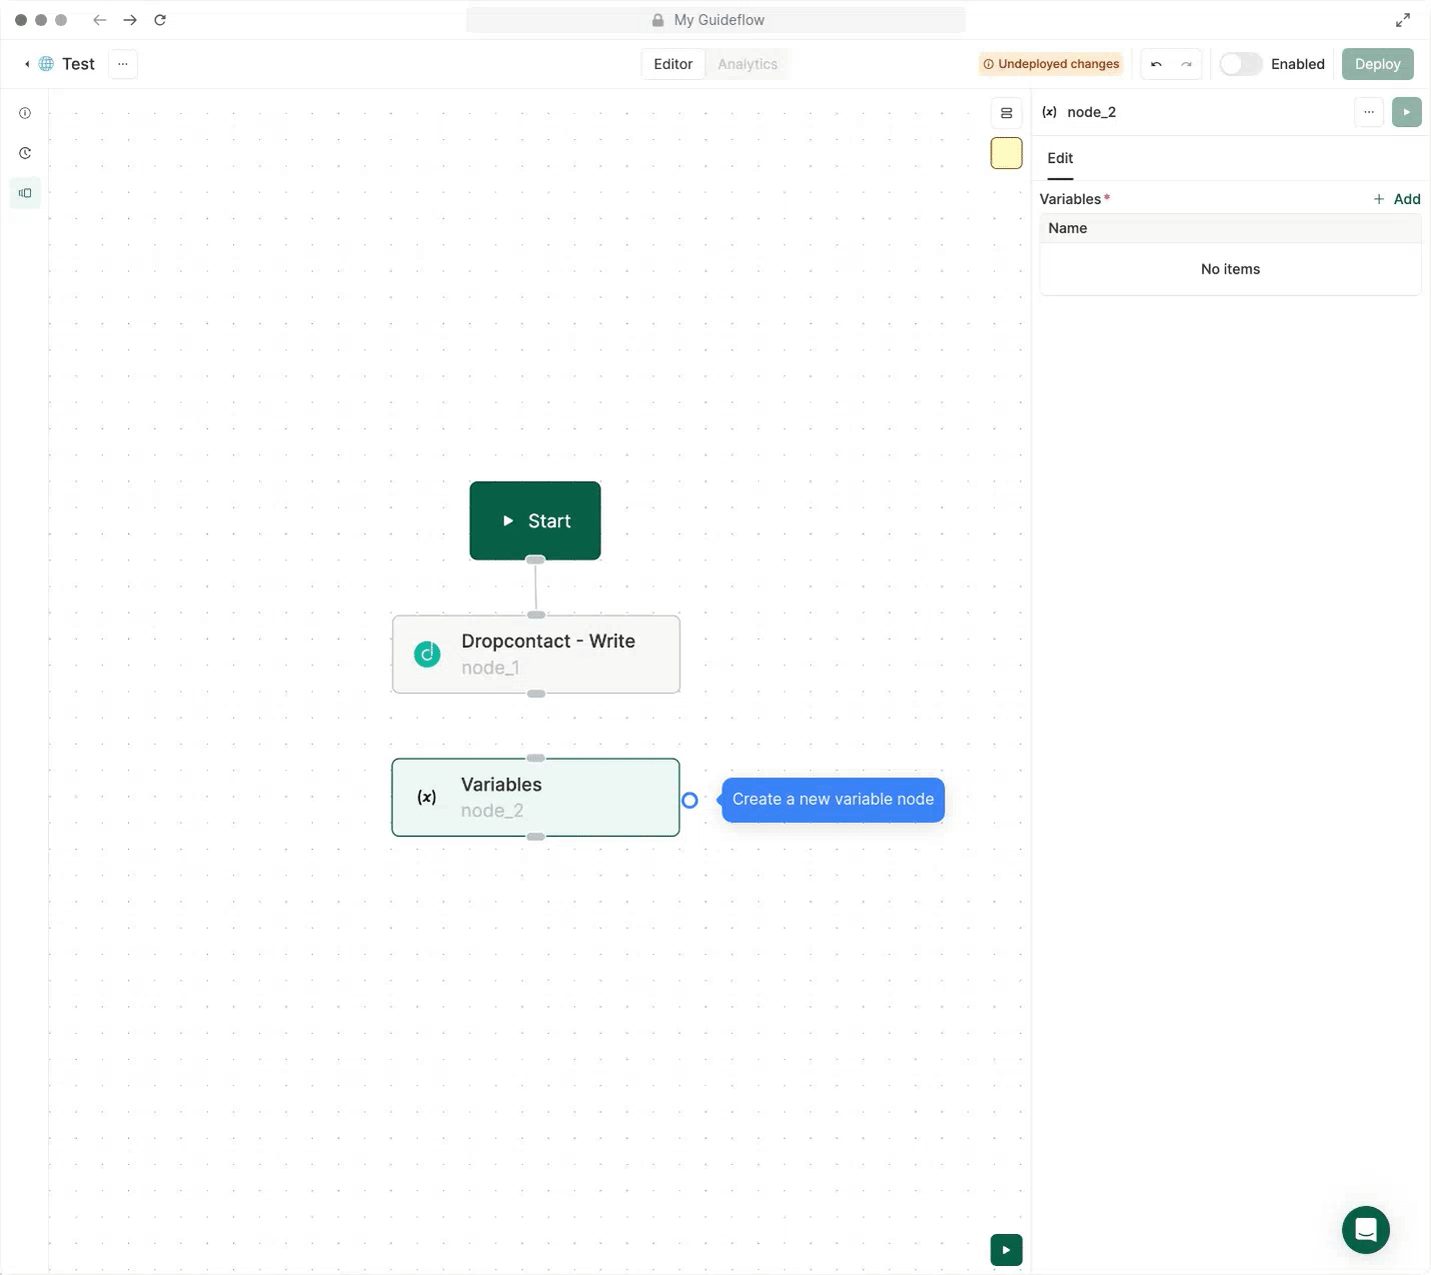 My Guideflow
Test
Editor
Analytics
Undeployed changes
Enabled
Deploy
(x) node_2
Edit
Variables*
+ Add
Name
No items
Start
Dropcontact - Write
node_1
(x)
Variables
node_2
Create a new variable node